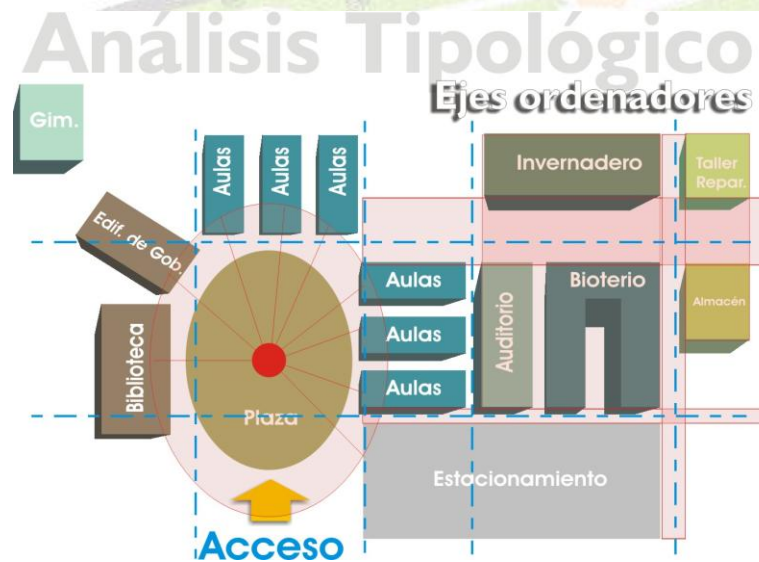 Análisis Tipológico
Ejes ordenadores
Gim.
Aulas
Aulas
Aulas
Invernadero
Taller
Repar.
Edif. de Gob.
Aulas
Auditorio
Bioterio
Almacén
Biblioteca
Aulas
Aulas
Plaza
Estacionamiento
Acceso